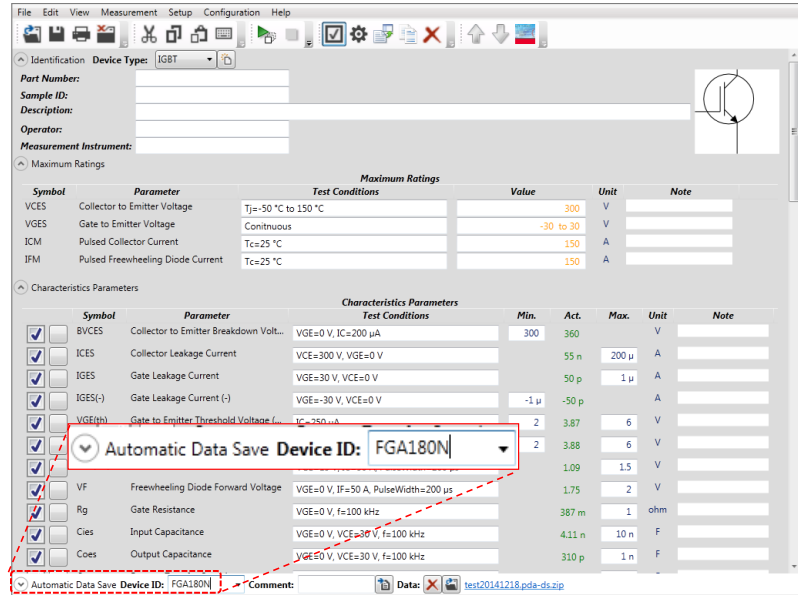 File Edit View Measurement Setup Configuration Help
Identification Device Type: IGBT
Part Number:
Sample ID:
Description:
Operator:
Measurement Instrument:
Maximum Ratings
Maximum Ratings
Symbol Parameter Test Conditions Value Unit Note
VCES Collector to Emitter Voltage Tj=-50 °C to 150 °C 300 V
VGES Gate to Emitter Voltage Conitnuous -30 to 30 V
ICM Pulsed Collector Current Tc=25 °C 150 A
IFM Pulsed Freewheeling Diode Current Tc=25 °C 150 A
Characteristics Parameters
Characteristics Parameters
Symbol Parameter Test Conditions Min. Act. Max. Unit Note
BVCES Collector to Emitter Breakdown Volt... VGE=0 V, IC=200 µA 300 360 V
ICES Collector Leakage Current VCE=300 V, VGE=0 V 55 n 200 µ A
IGES Gate Leakage Current VGE=30 V, VCE=0 V 50 p 1 µ A
IGES(-) Gate Leakage Current (-) VGE=-30 V, VCE=0 V -1 µ -50 p A
VGE(th) Gate to Emitter Threshold Voltage (... IC=250 µA 2 3.87 6 V
2 3.88 6 V
Automatic Data Save Device ID: FGA180N
1.09 1.5 V
VF Freewheeling Diode Forward Voltage VGE=0 V, IF=50 A, PulseWidth=200 µs 1.75 2 V
Rg Gate Resistance VGE=0 V, f=100 kHz 387 m 1 ohm
Cies Input Capacitance VGE=0 V, VCE=30 V, f=100 kHz 4.11 n 10 n F
Coes Output Capacitance VGE=0 V, VCE=30 V, f=100 kHz 310 p 1 n F
Automatic Data Save Device ID: FGA180N Comment: Data: test20141218.pda-ds.zip